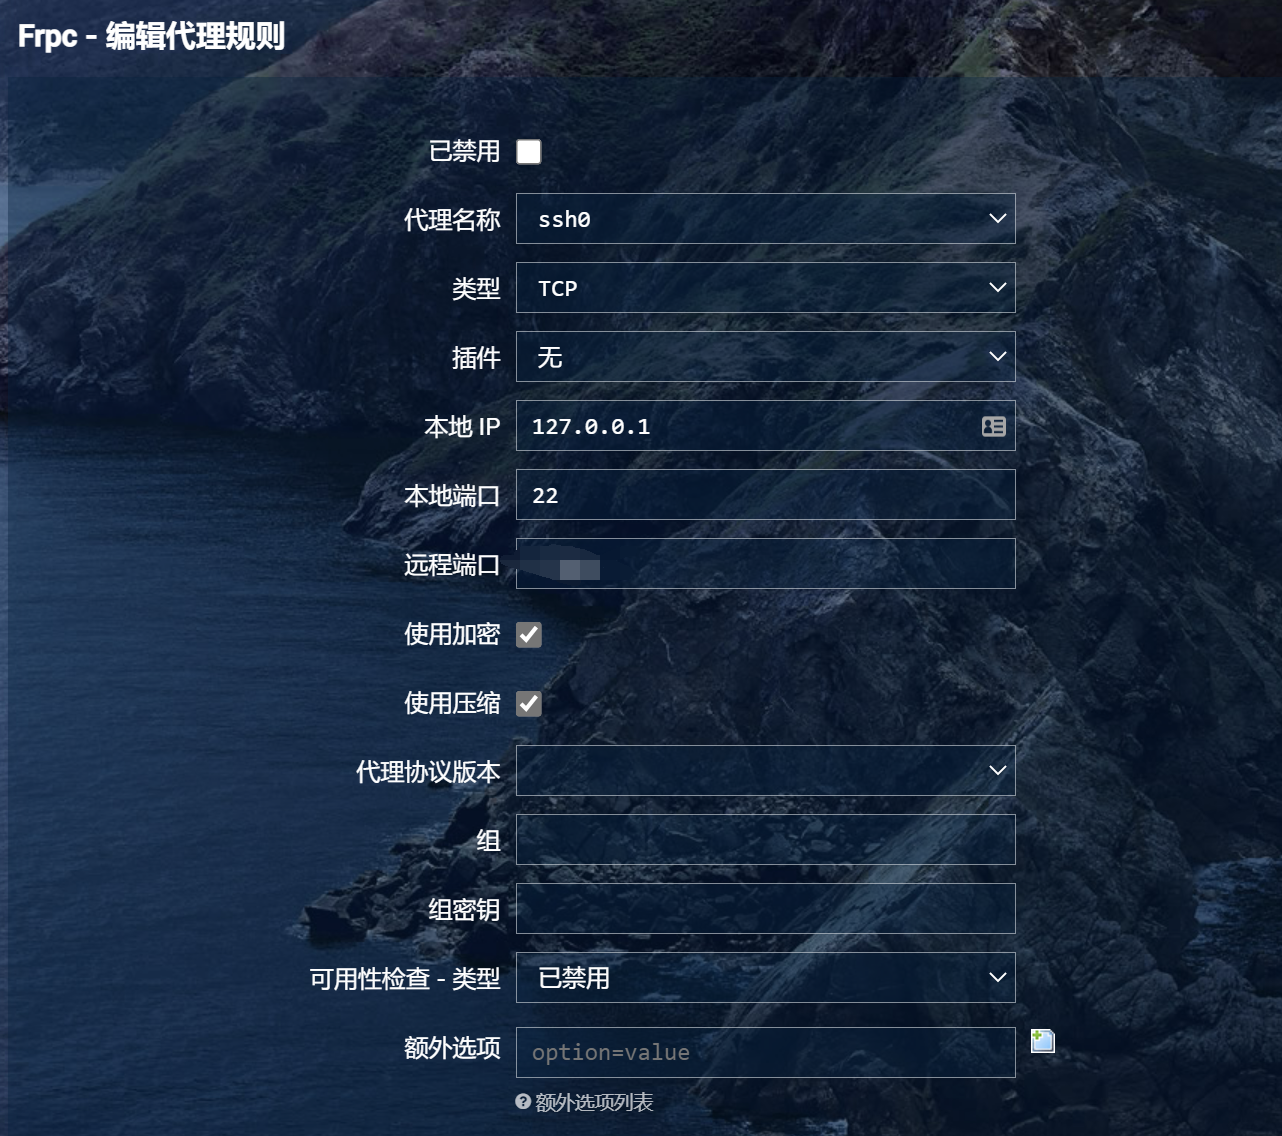 Frpc - 编辑代理规则
已禁用
代理名称 ssh0
类型 TCP
插件 无
本地 IP 127.0.0.1
本地端口 22
远程端口
使用加密
使用压缩
代理协议版本
组
组密钥
可用性检查 - 类型 已禁用
额外选项 option=value
额外选项列表